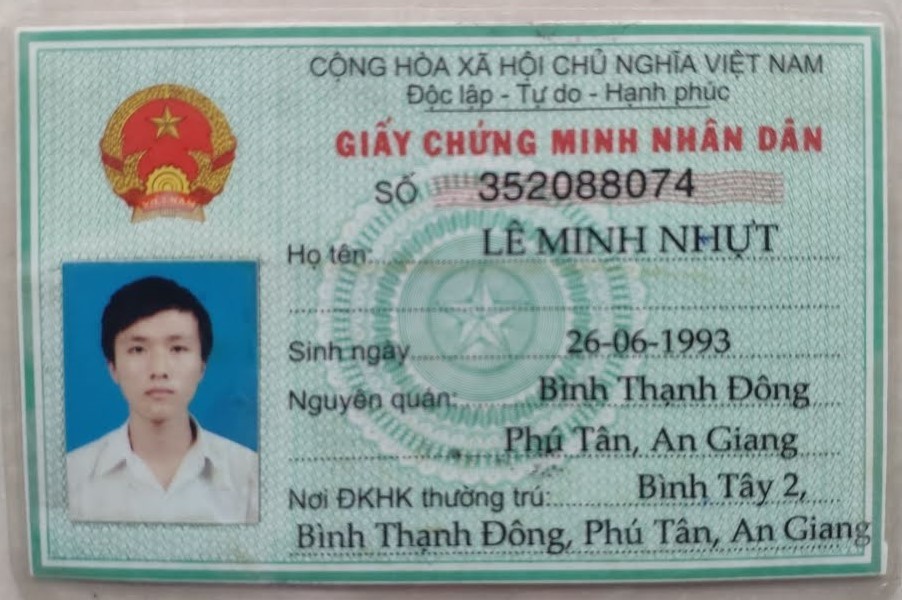 CỘNG HÒA XÃ HỘI CHỦ NGHĨA VIỆT NAM
Độc lập - Tự do - Hạnh phúc
GIẤY CHỨNG MINH NHÂN DÂN
SỐ 352088074
VIỆT NAM
Họ tên: LÊ MINH NHỰT
Sinh ngày 26-06-1993
Nguyên quán: Bình Thạnh Đông
Phú Tân, An Giang
Nơi ĐKHK thường trú: Bình Tây 2,
Bình Thạnh Đông, Phú Tân, An Giang